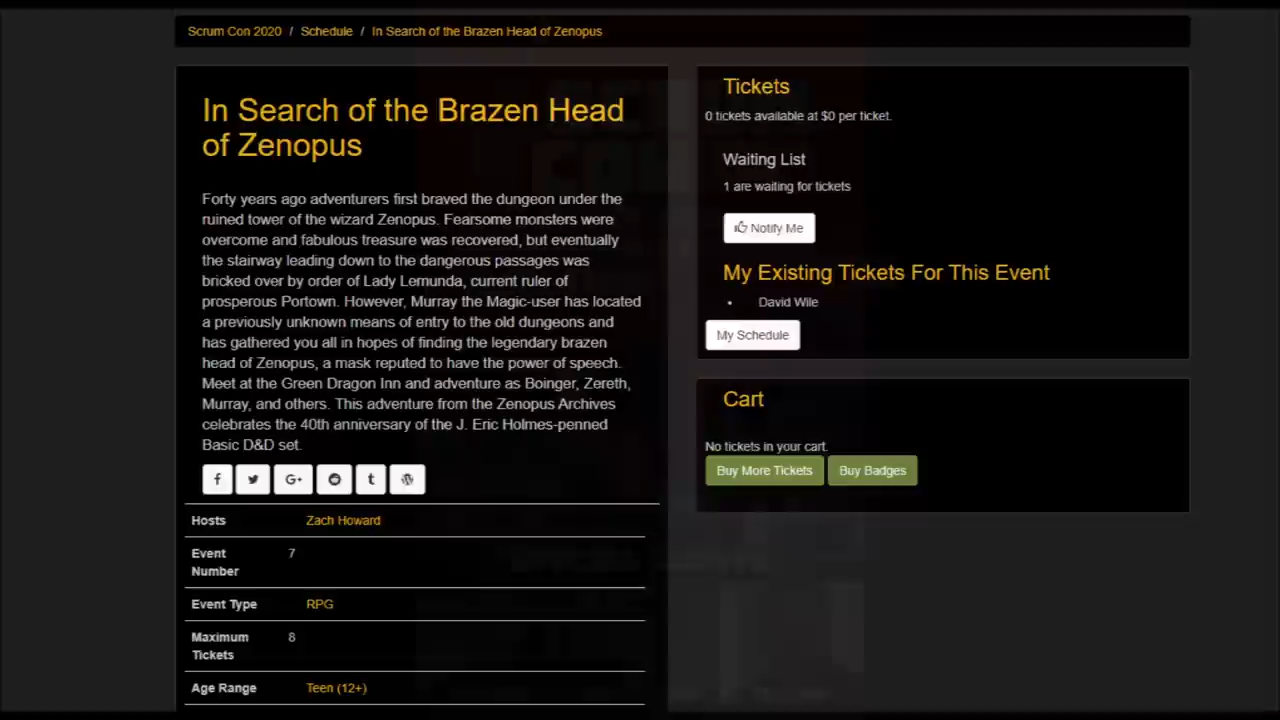 Scrum Con 2020 / Schedule / In Search of the Brazen Head of Zenopus
In Search of the Brazen Head
of Zenopus
Forty years ago adventurers first braved the dungeon under the
ruined tower of the wizard Zenopus. Fearsome monsters were
overcome and fabulous treasure was recovered, but eventually
the stairway leading down to the dangerous passages was
bricked over by order of Lady Lemunda, current ruler of
prosperous Portown. However, Murray the Magic-user has located
a previously unknown means of entry to the old dungeons and
has gathered you all in hopes of finding the legendary brazen
head of Zenopus, a mask reputed to have the power of speech.
Meet at the Green Dragon Inn and adventure as Boinger, Zereth,
Murray, and others. This adventure from the Zenopus Archives
celebrates the 40th anniversary of the J. Eric Holmes-penned
Basic D&D set.
Hosts Zach Howard
Event
Number 7
Event Type RPG
Maximum
Tickets 8
Age Range Teen (12+)
Tickets
0 tickets available at $0 per ticket.
Waiting List
1 are waiting for tickets
Notify Me
My Existing Tickets For This Event
• David Wile
My Schedule
Cart
No tickets in your cart.
Buy More Tickets Buy Badges